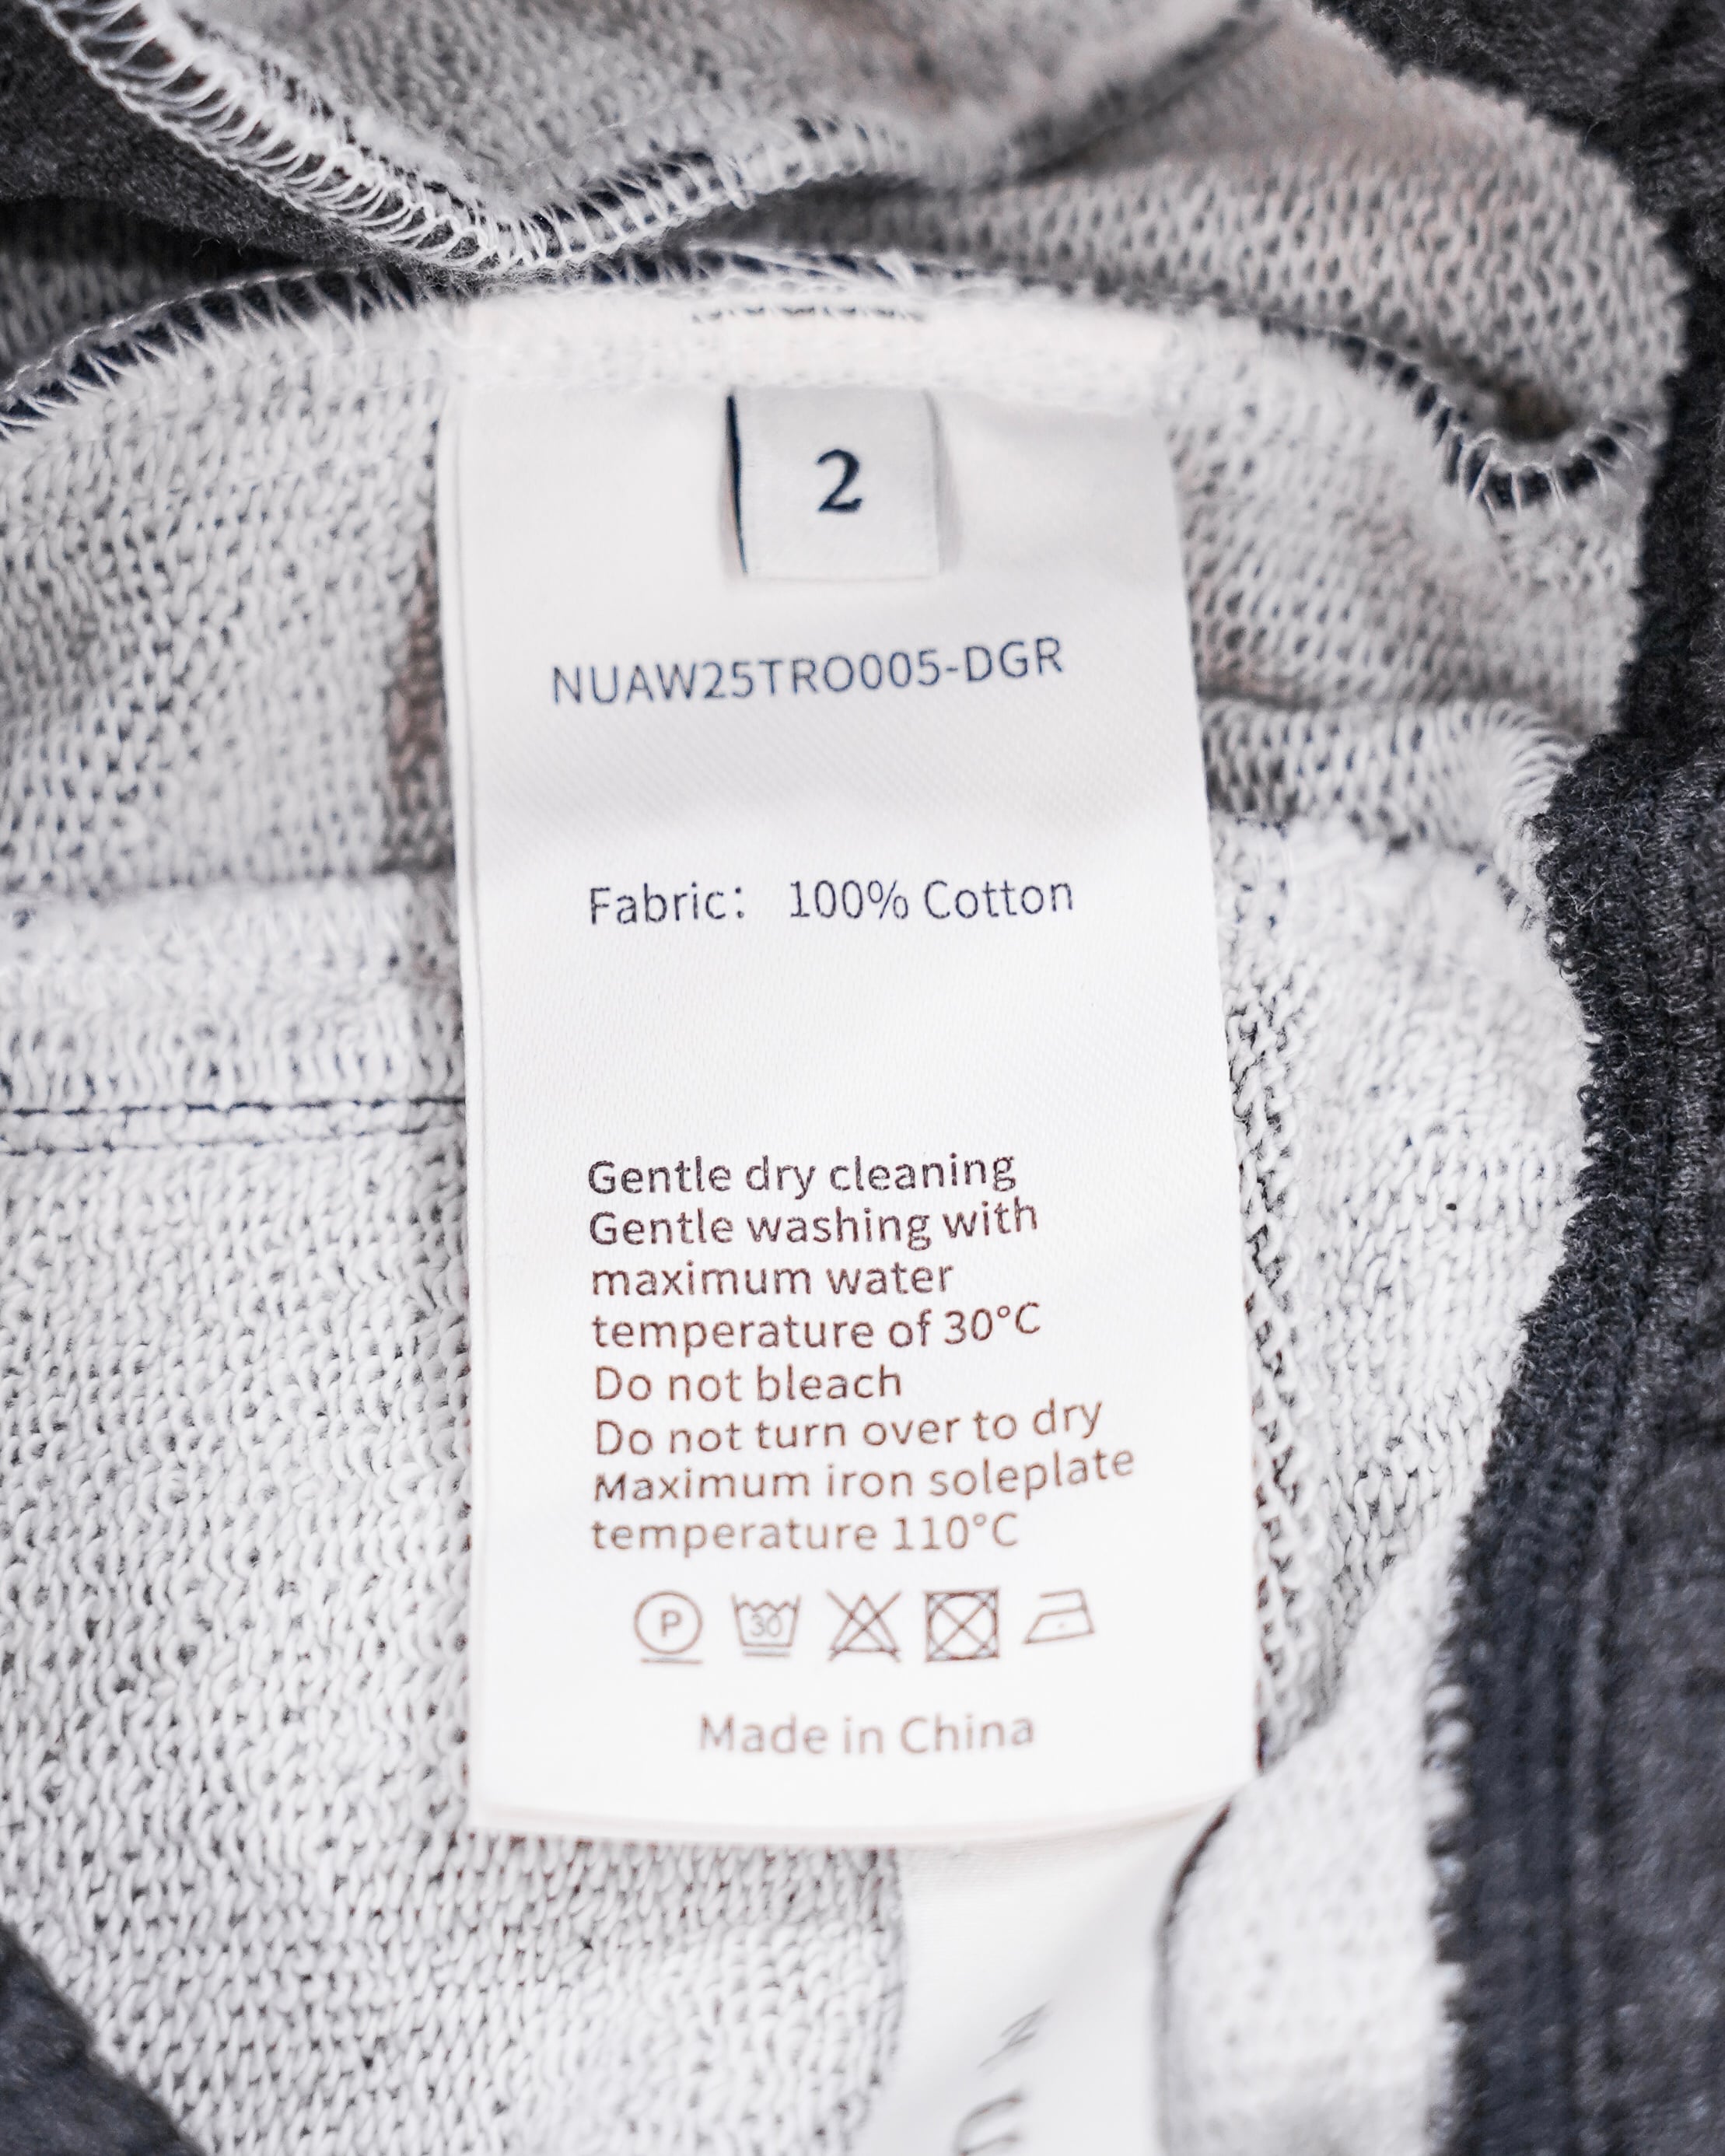 2
NUAW25TRO005-DGR
Fabric： 100% Cotton
Gentle dry cleaning
Gentle washing with
maximum water
temperature of 30°C
Do not bleach
Do not turn over to dry
Maximum iron soleplate
temperature 110°C
P 30
Made in China